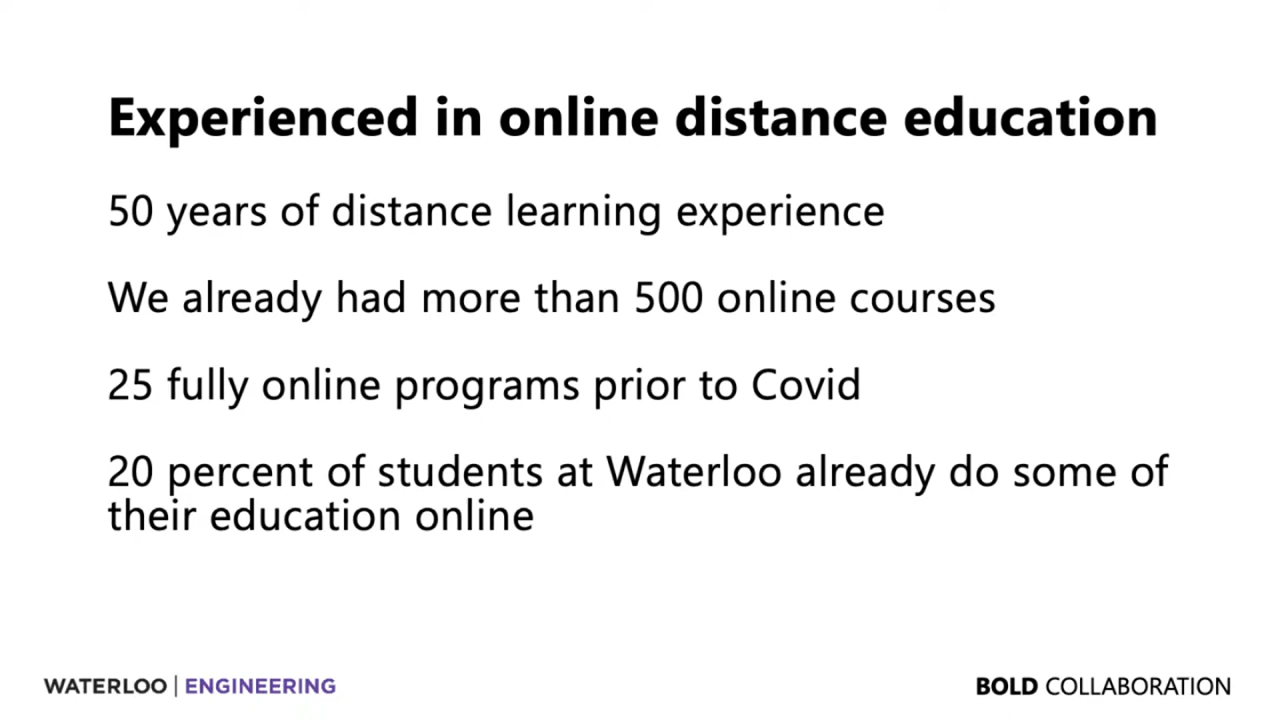 Experienced in online distance education
50 years of distance learning experience
We already had more than 500 online courses
25 fully online programs prior to Covid
20 percent of students at Waterloo already do some of
their education online
WATERLOO | ENGINEERING
BOLD COLLABORATION